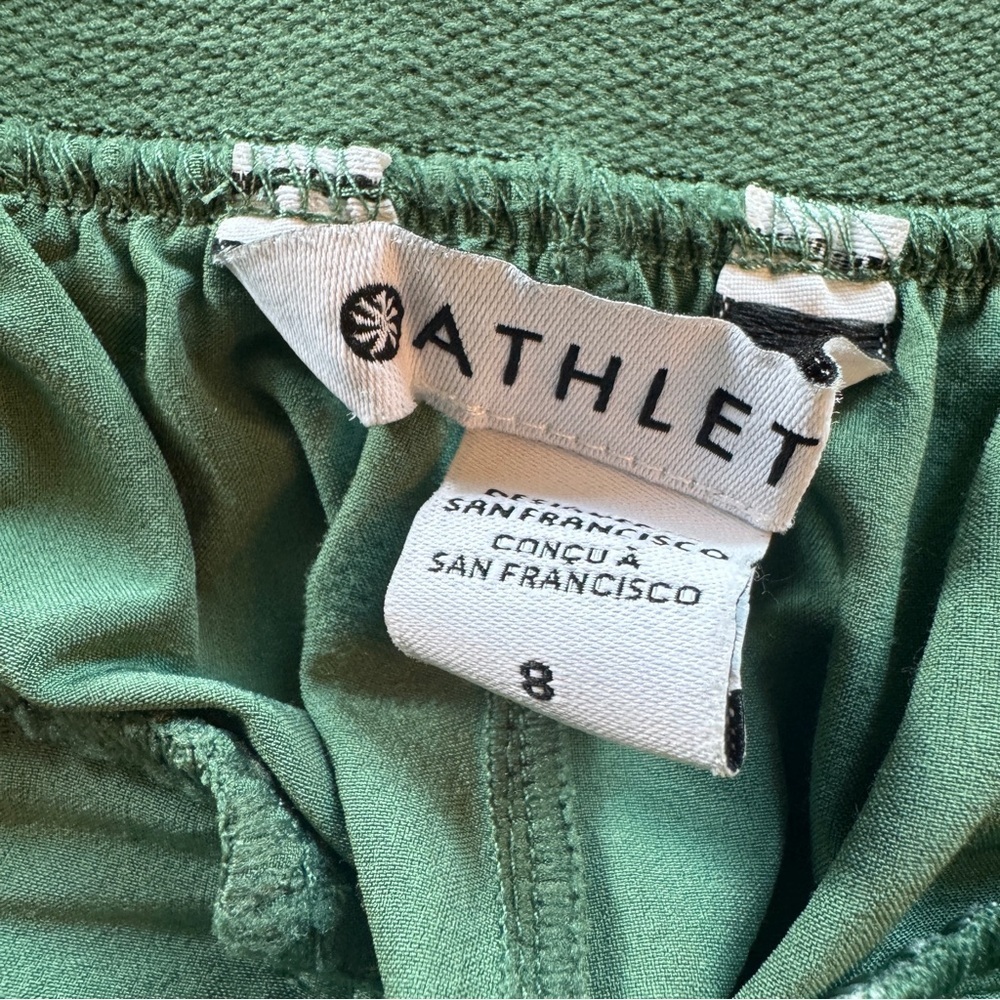 ATHLET
SAN FRANCISCO
CONÇU À
SAN FRANCISCO
8